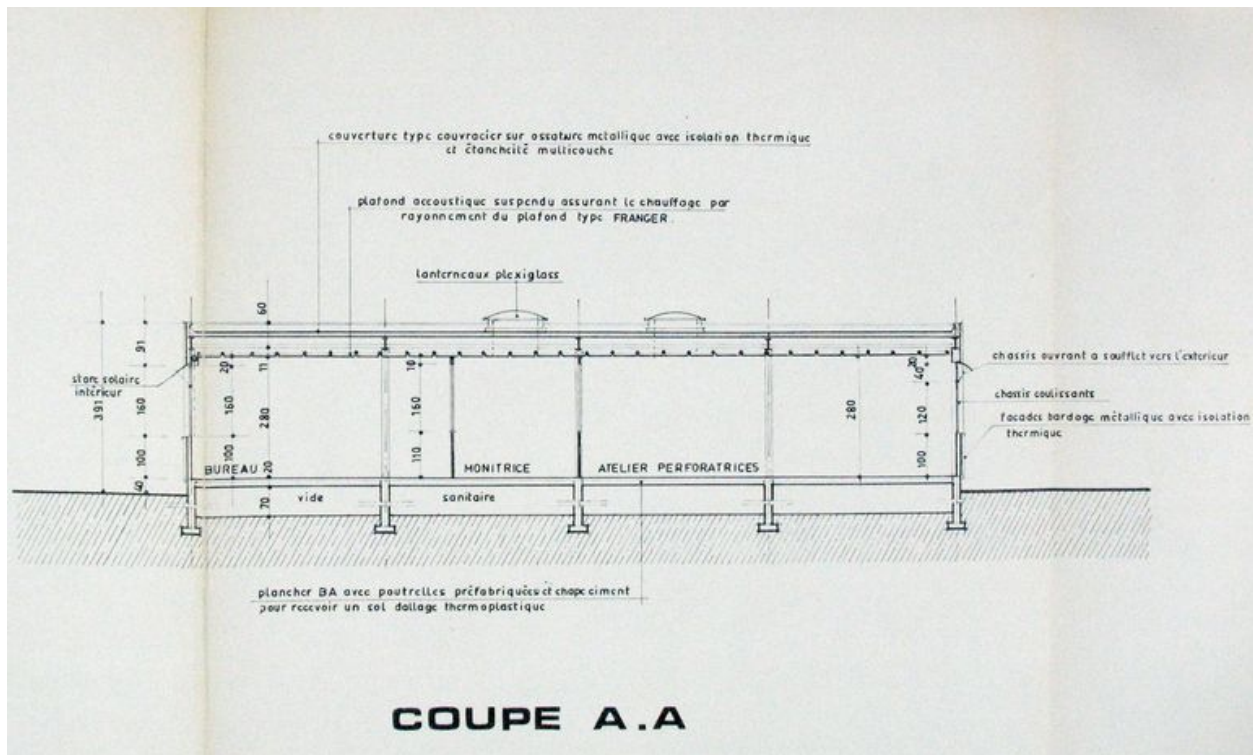 couverture type couvracier sur ossature metallique avec isolation thermique
et étanchéité multicouche
plafond accoustique suspendu assurant le chauffage par
rayonnement du plafond type FRANGER.
lanterneaux plexiglass
60
91
20
11
10
20
40
chassis ouvrant a soufflet vers l'exterieur
store solaire
intérieur
391
160
160
280
160
280
120
chassis coulissants
facades bardage métallique avec isolation
thermique
100
100
110
100
BUREAU
20
MONITRICE
ATELIER PERFORATRICES
40
70
vide
sanitaire
plancher BA avec poutrelles préfabriquées et chape ciment
pour recevoir un sol dallage thermoplastique
COUPE A.A